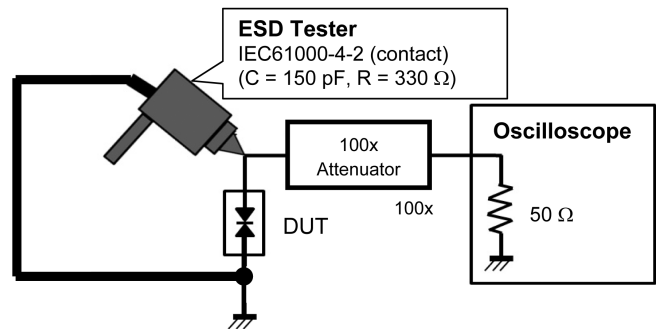 ESD Tester
IEC61000-4-2 (contact)
(C = 150 pF, R = 330 Ω)
Oscilloscope
100x
Attenuator
100x
50 Ω
DUT